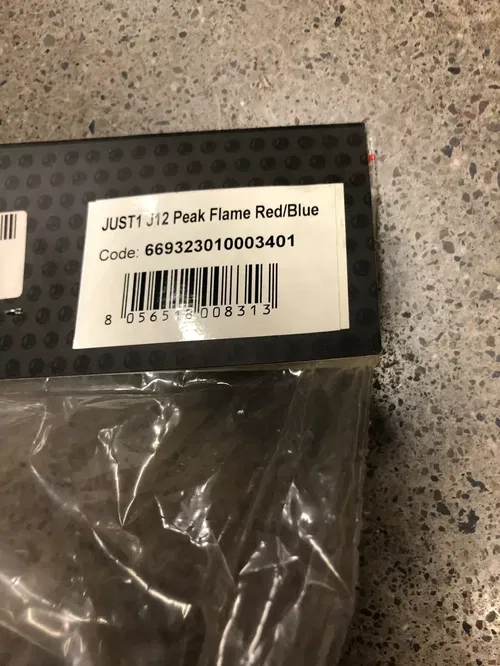 JUST1 J12 Peak Flame Red/Blue
Code: 669323010003401
8 056518 008313